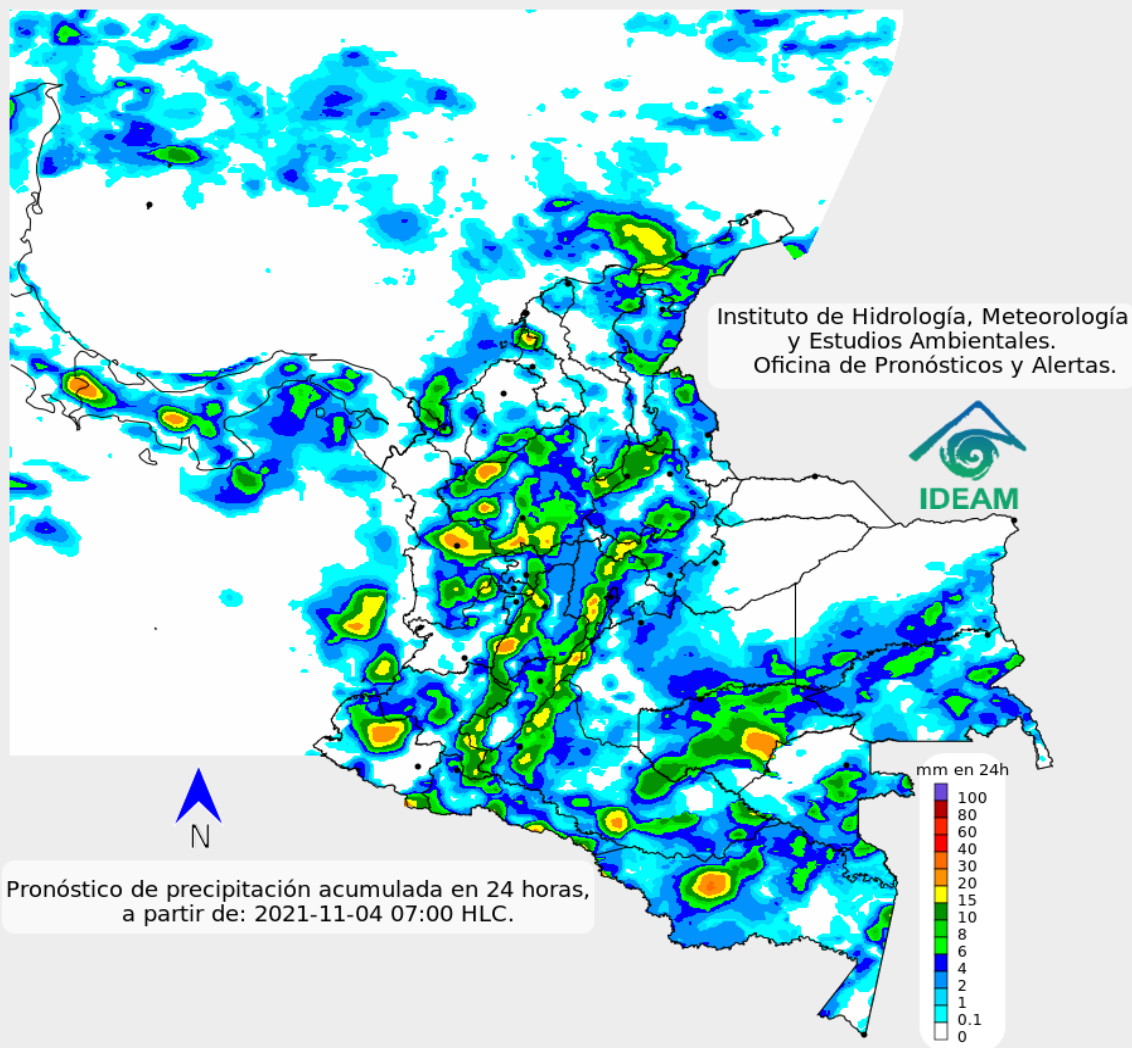 Instituto de Hidrología, Meteorología
y Estudios Ambientales.
Oficina de Pronósticos y Alertas.
IDEAM
mm en 24h
100
80
60
40
30
20
15
10
8
6
4
2
1
0.1
0
N
Pronóstico de precipitación acumulada en 24 horas,
a partir de: 2021-11-04 07:00 HLC.